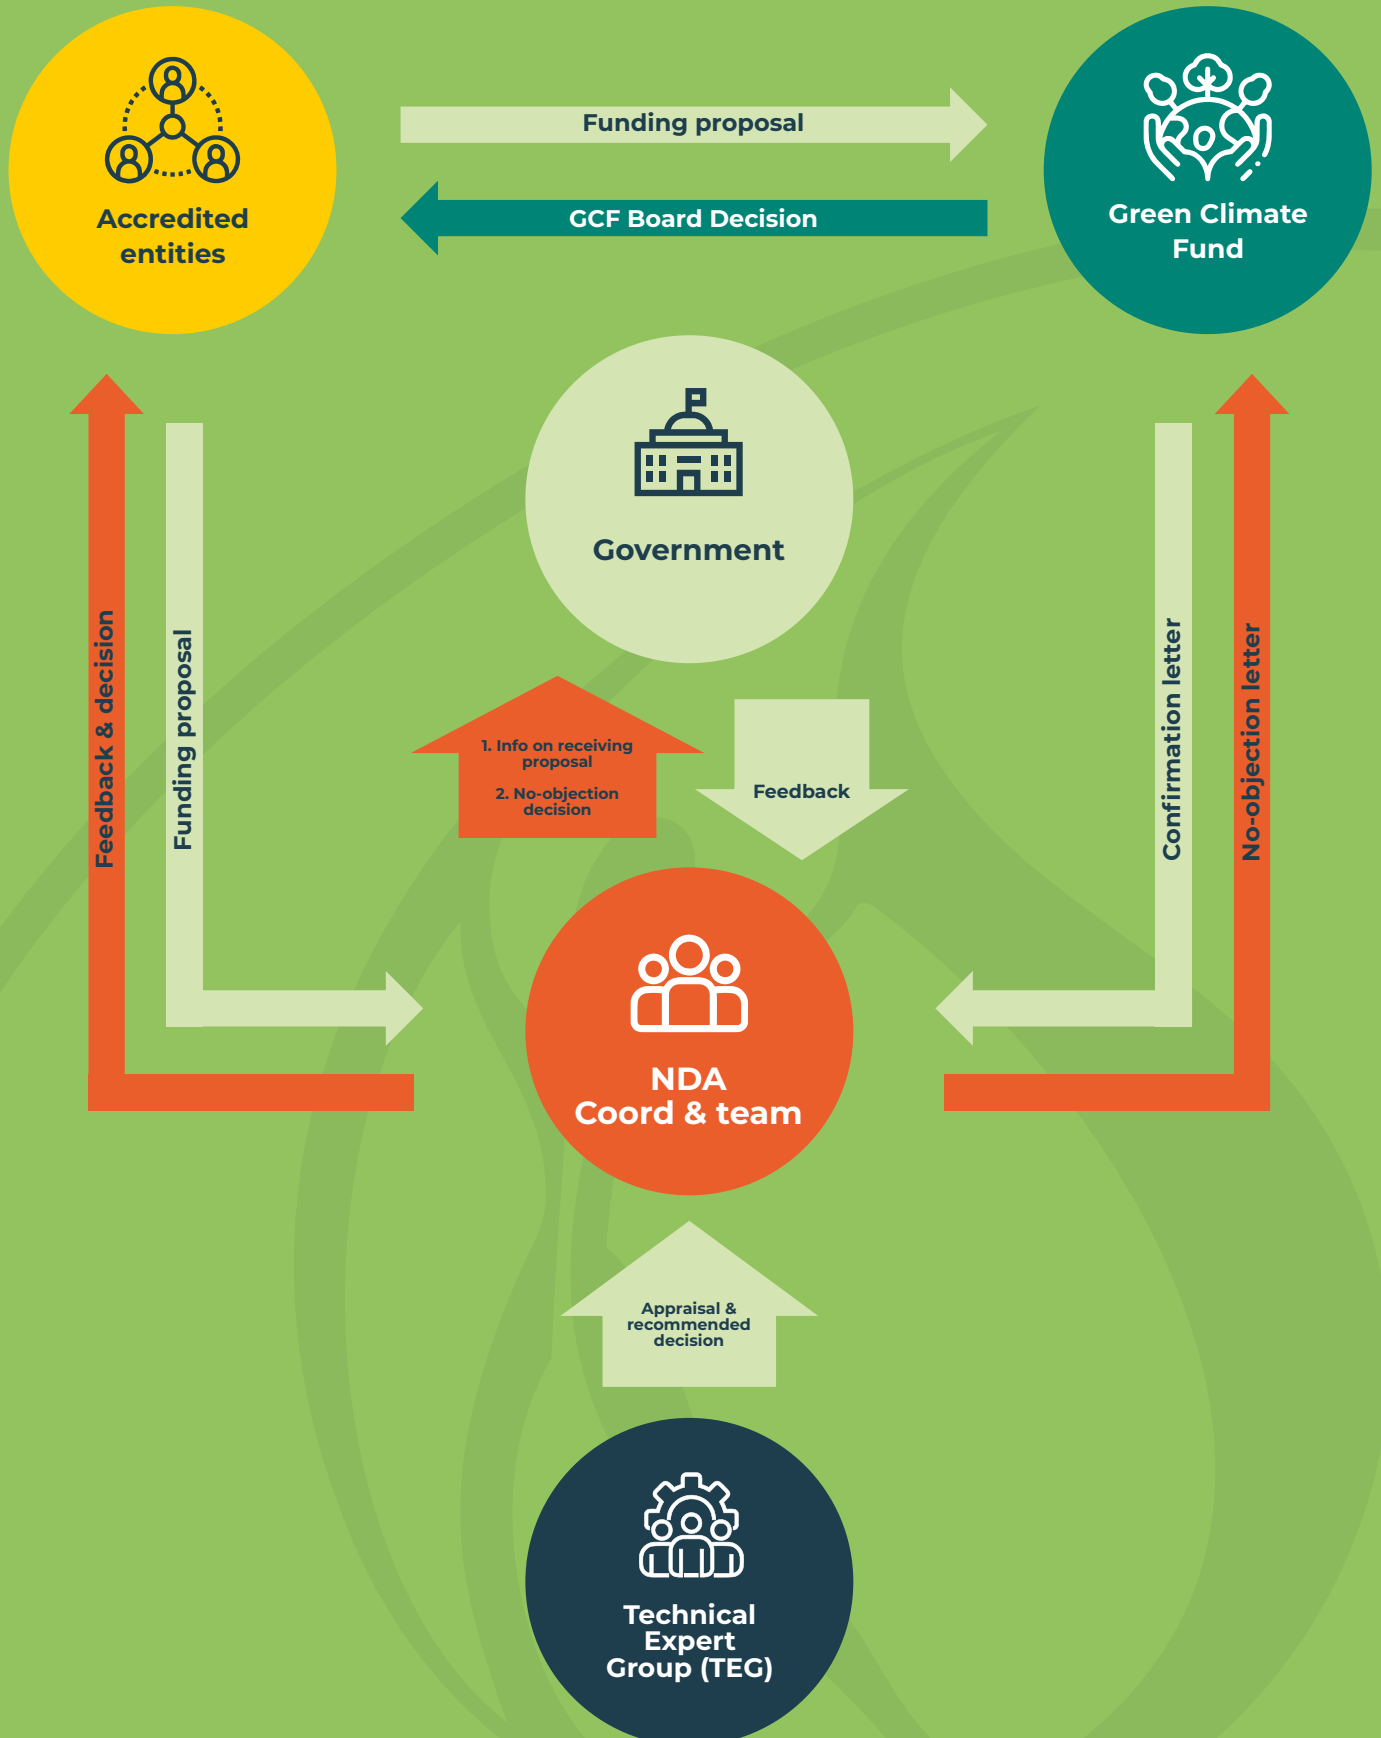 Funding proposal
Accredited
entities
GCF Board Decision
Green Climate
Fund
Government
Feedback & decision
Funding proposal
1. Info on receiving
proposal
2. No-objection
decision
Feedback
Confirmation letter
No-objection letter
NDA
Coord & team
Appraisal &
recommended
decision
Technical
Expert
Group (TEG)